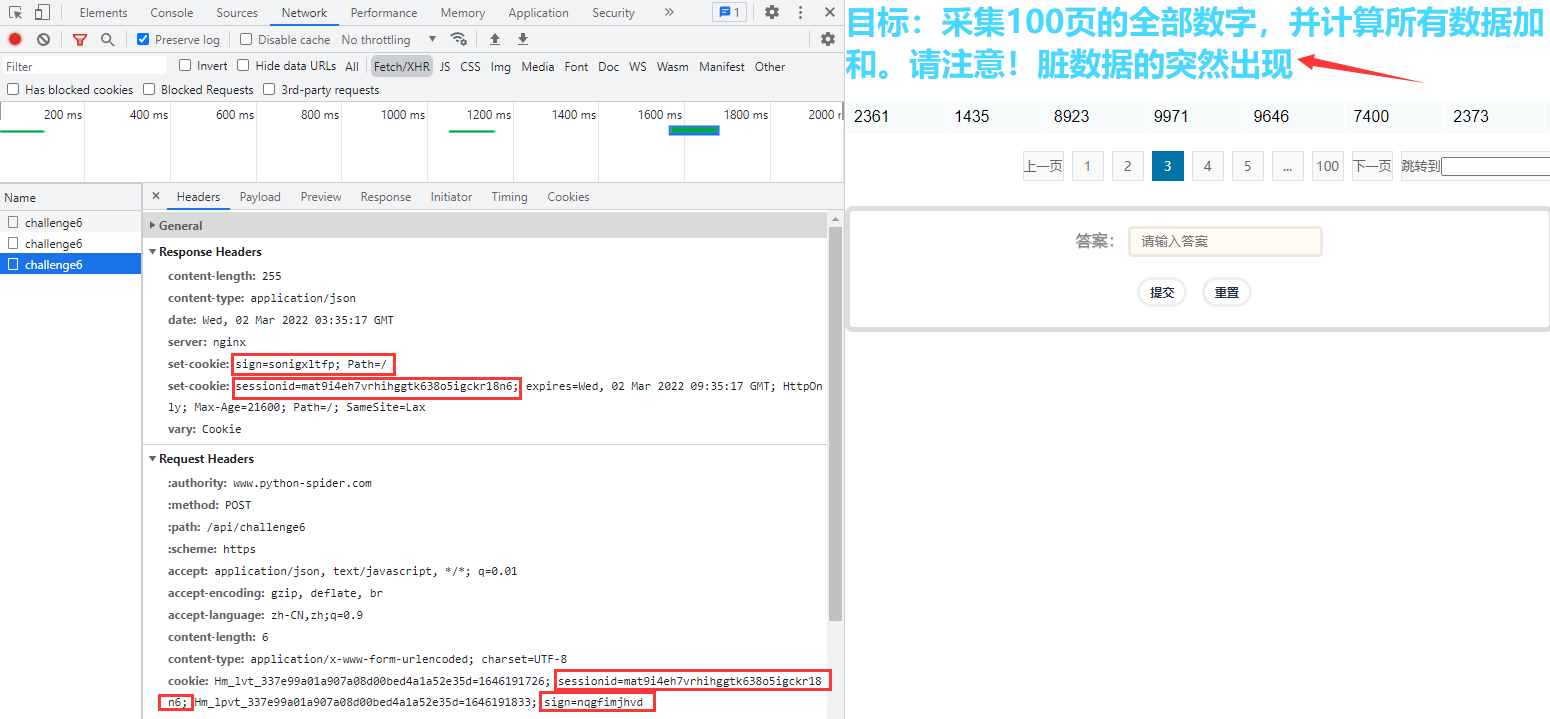 Elements Console Sources Network Performance Memory Application Security » 1
Preserve log Disable cache No throttling
Filter Invert Hide data URLs All Fetch/XHR JS CSS Img Media Font Doc WS Wasm Manifest Other
Has blocked cookies Blocked Requests 3rd-party requests
200 ms 400 ms 600 ms 800 ms 1000 ms 1200 ms 1400 ms 1600 ms 1800 ms 2000 r
Name
challenge6
challenge6
challenge6
× Headers Payload Preview Response Initiator Timing Cookies
General
Response Headers
content-length: 255
content-type: application/json
date: Wed, 02 Mar 2022 03:35:17 GMT
server: nginx
set-cookie: sign=sonigxltfp; Path=/
set-cookie: sessionid=mat9i4eh7vrhihggtk638o5igckr18n6; expires=Wed, 02 Mar 2022 09:35:17 GMT; HttpOn
ly; Max-Age=21600; Path=/; SameSite=Lax
vary: Cookie
Request Headers
:authority: www.python-spider.com
:method: POST
:path: /api/challenge6
:scheme: https
accept: application/json, text/javascript, */*; q=0.01
accept-encoding: gzip, deflate, br
accept-language: zh-CN,zh;q=0.9
content-length: 6
content-type: application/x-www-form-urlencoded; charset=UTF-8
cookie: Hm_lvt_337e99a01a907a08d00bed4a1a52e35d=1646191726; sessionid=mat9i4eh7vrhihggtk638o5igckr18
n6; Hm_lpvt_337e99a01a907a08d00bed4a1a52e35d=1646191833; sign=nqgfimjhvd
目标：采集100页的全部数字，并计算所有数据加
和。请注意！脏数据的突然出现
2361 1435 8923 9971 9646 7400 2373
上一页 1 2 3 4 5 ... 100 下一页 跳转到
答案： 请输入答案
提交 重置